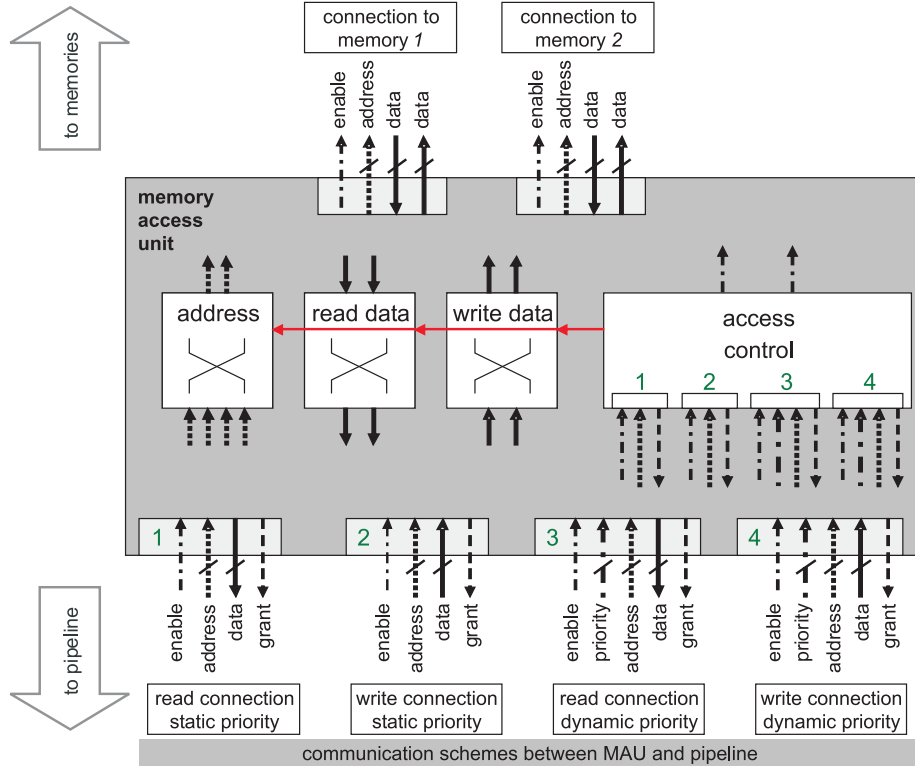 to memories
connection to
memory 1
connection to
memory 2
enable
address
data
data
enable
address
data
data
memory
access
unit
address
read data
write data
access
control
1
2
3
4
1
2
3
4
enable
address
data
grant
enable
address
data
grant
enable
priority
address
data
grant
enable
priority
address
data
grant
to pipeline
read connection
static priority
write connection
static priority
read connection
dynamic priority
write connection
dynamic priority
communication schemes between MAU and pipeline